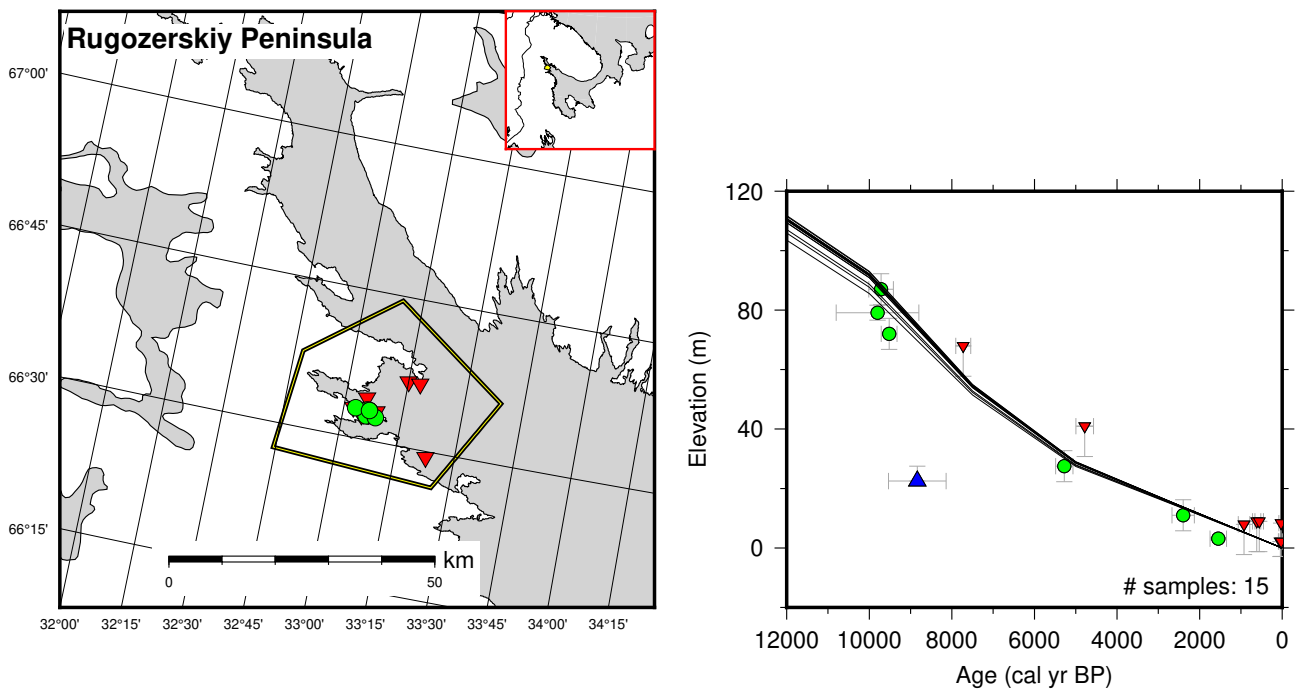 Rugozerskiy Peninsula
67°00'
66°45'
66°30'
66°15'
km
0 50
32°00' 32°15' 32°30' 32°45' 33°00' 33°15' 33°30' 33°45' 34°00' 34°15'
120
80
40
0
Elevation (m)
# samples: 15
12000 10000 8000 6000 4000 2000 0
Age (cal yr BP)